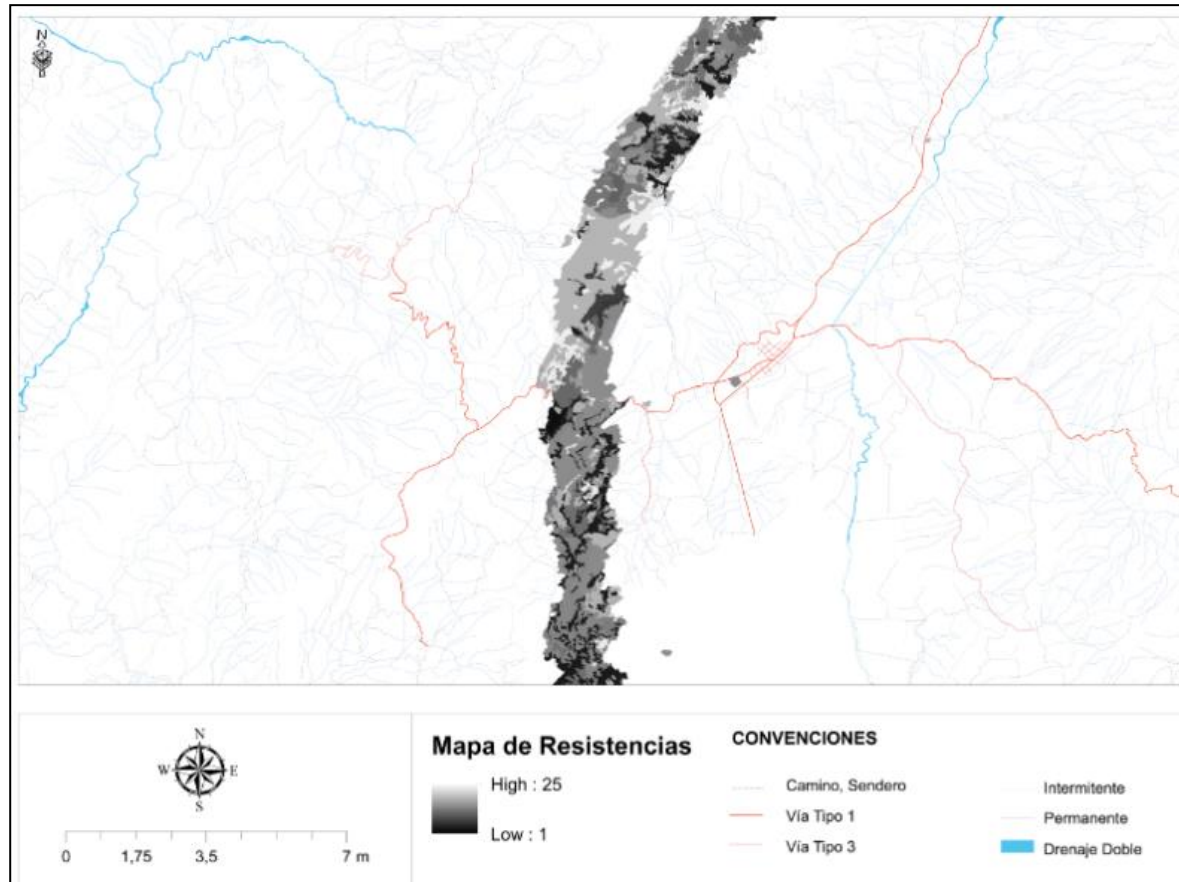 N
N
W E
S
0 1,75 3,5 7 m
Mapa de Resistencias
High : 25
Low : 1
CONVENCIONES
Camino, Sendero
Vía Tipo 1
Vía Tipo 3
Intermitente
Permanente
Drenaje Doble